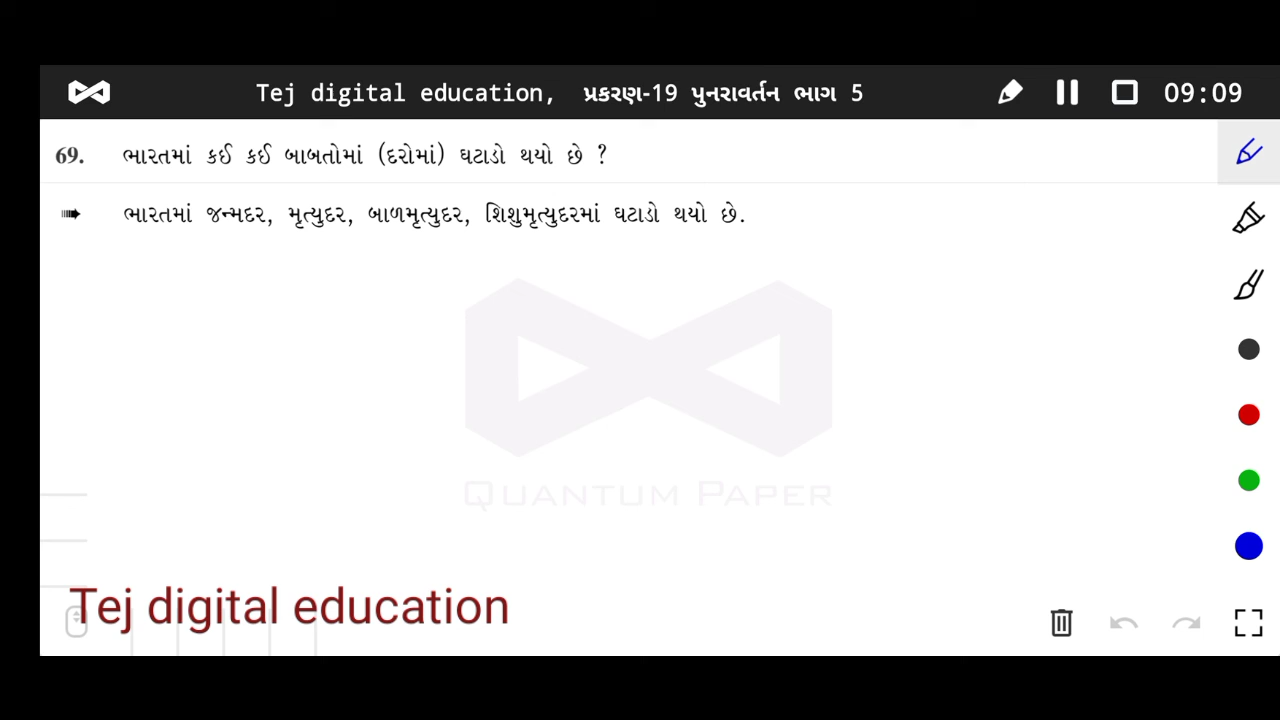 Tej digital education, પ્રકરણ-19 પુનરાવર્તન ભાગ 5 09:09
69. ભારતમાં કઈ કઈ બાબતોમાં (દરોમાં) ઘટાડો થયો છે ?
➠ ભારતમાં જન્મદર, મૃત્યુદર, બાળમૃત્યુદર, શિશુમૃત્યુદરમાં ઘટાડો થયો છે.
QUANTUM PAPER
Tej digital education